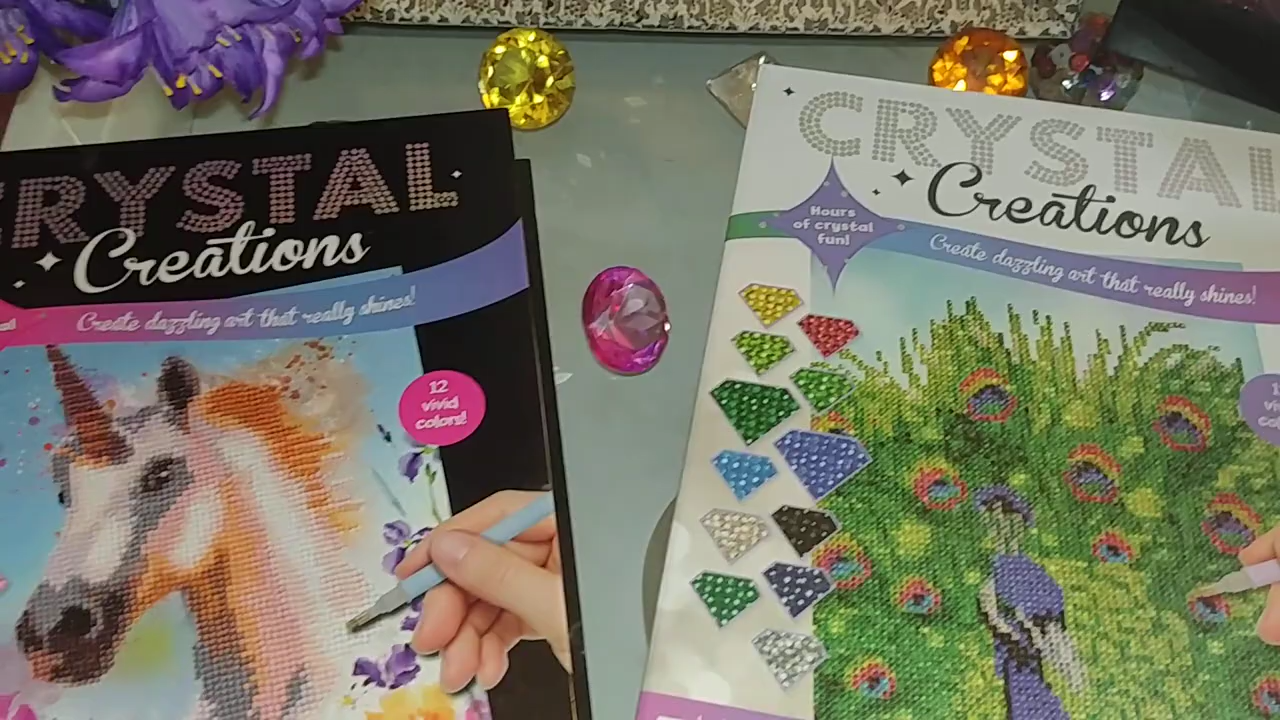 CRYSTAL
Creations
Create dazzling art that really shines!
12
vivid
colors!
CRYSTAL
Creations
Hours
of crystal
fun!
Create dazzling art that really shines!